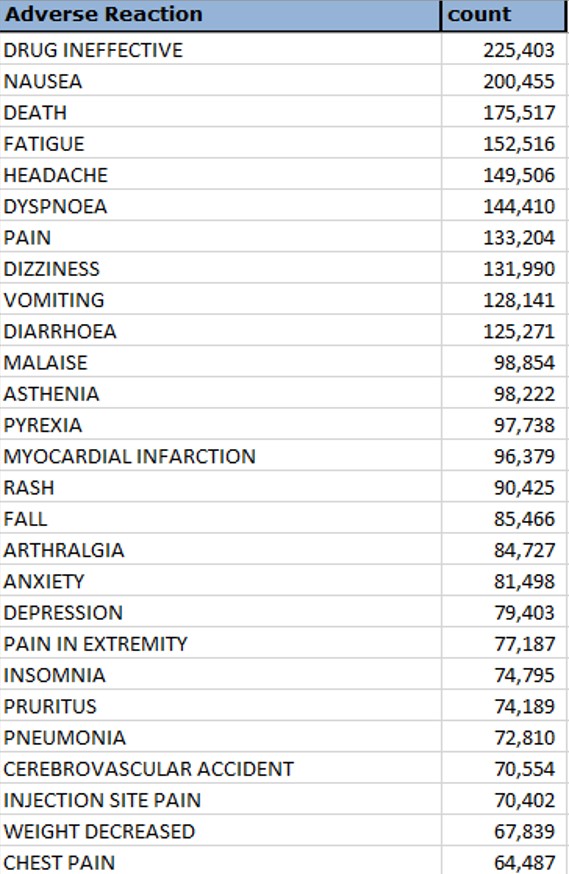 Adverse Reaction count
DRUG INEFFECTIVE 225,403
NAUSEA 200,455
DEATH 175,517
FATIGUE 152,516
HEADACHE 149,506
DYSPNOEA 144,410
PAIN 133,204
DIZZINESS 131,990
VOMITING 128,141
DIARRHOEA 125,271
MALAISE 98,854
ASTHENIA 98,222
PYREXIA 97,738
MYOCARDIAL INFARCTION 96,379
RASH 90,425
FALL 85,466
ARTHRALGIA 84,727
ANXIETY 81,498
DEPRESSION 79,403
PAIN IN EXTREMITY 77,187
INSOMNIA 74,795
PRURITUS 74,189
PNEUMONIA 72,810
CEREBROVASCULAR ACCIDENT 70,554
INJECTION SITE PAIN 70,402
WEIGHT DECREASED 67,839
CHEST PAIN 64,487